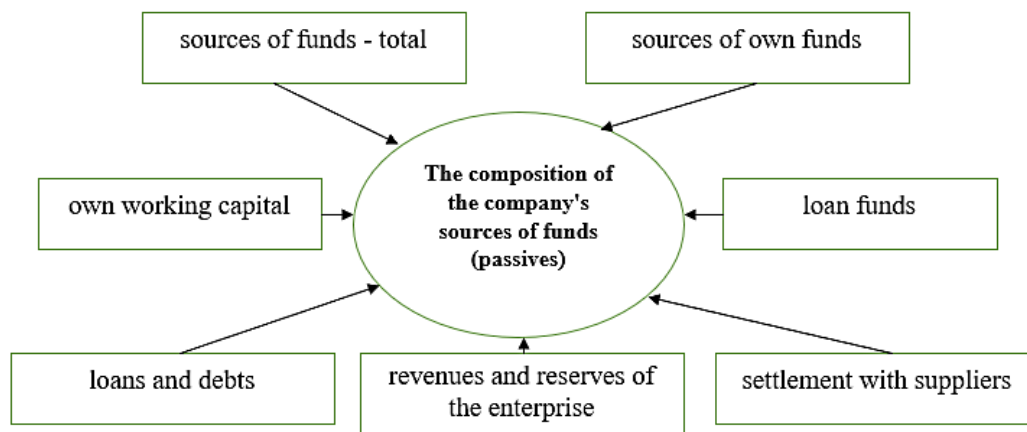 sources of funds - total
sources of own funds
The composition of
the company's
sources of funds
(passives)
own working capital
loan funds
loans and debts
revenues and reserves of
the enterprise
settlement with suppliers